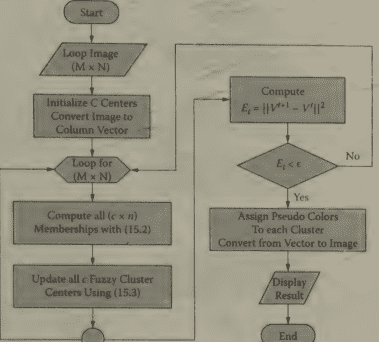 Start
Loop Image
(M × N)
Initialize C Centers
Convert Image to
Column Vector
Loop for
(M × N)
Compute all (c × n)
Memberships with (15.2)
Update all c Fuzay Cluster
Centers Using (15.3)
Compute
E_t = ||V^{t+1} − V^t||^2
E_t < ε
No
Yes
Assign Pseudo Colors
To each Cluster
Convert from Vector to Image
Display
Result
End